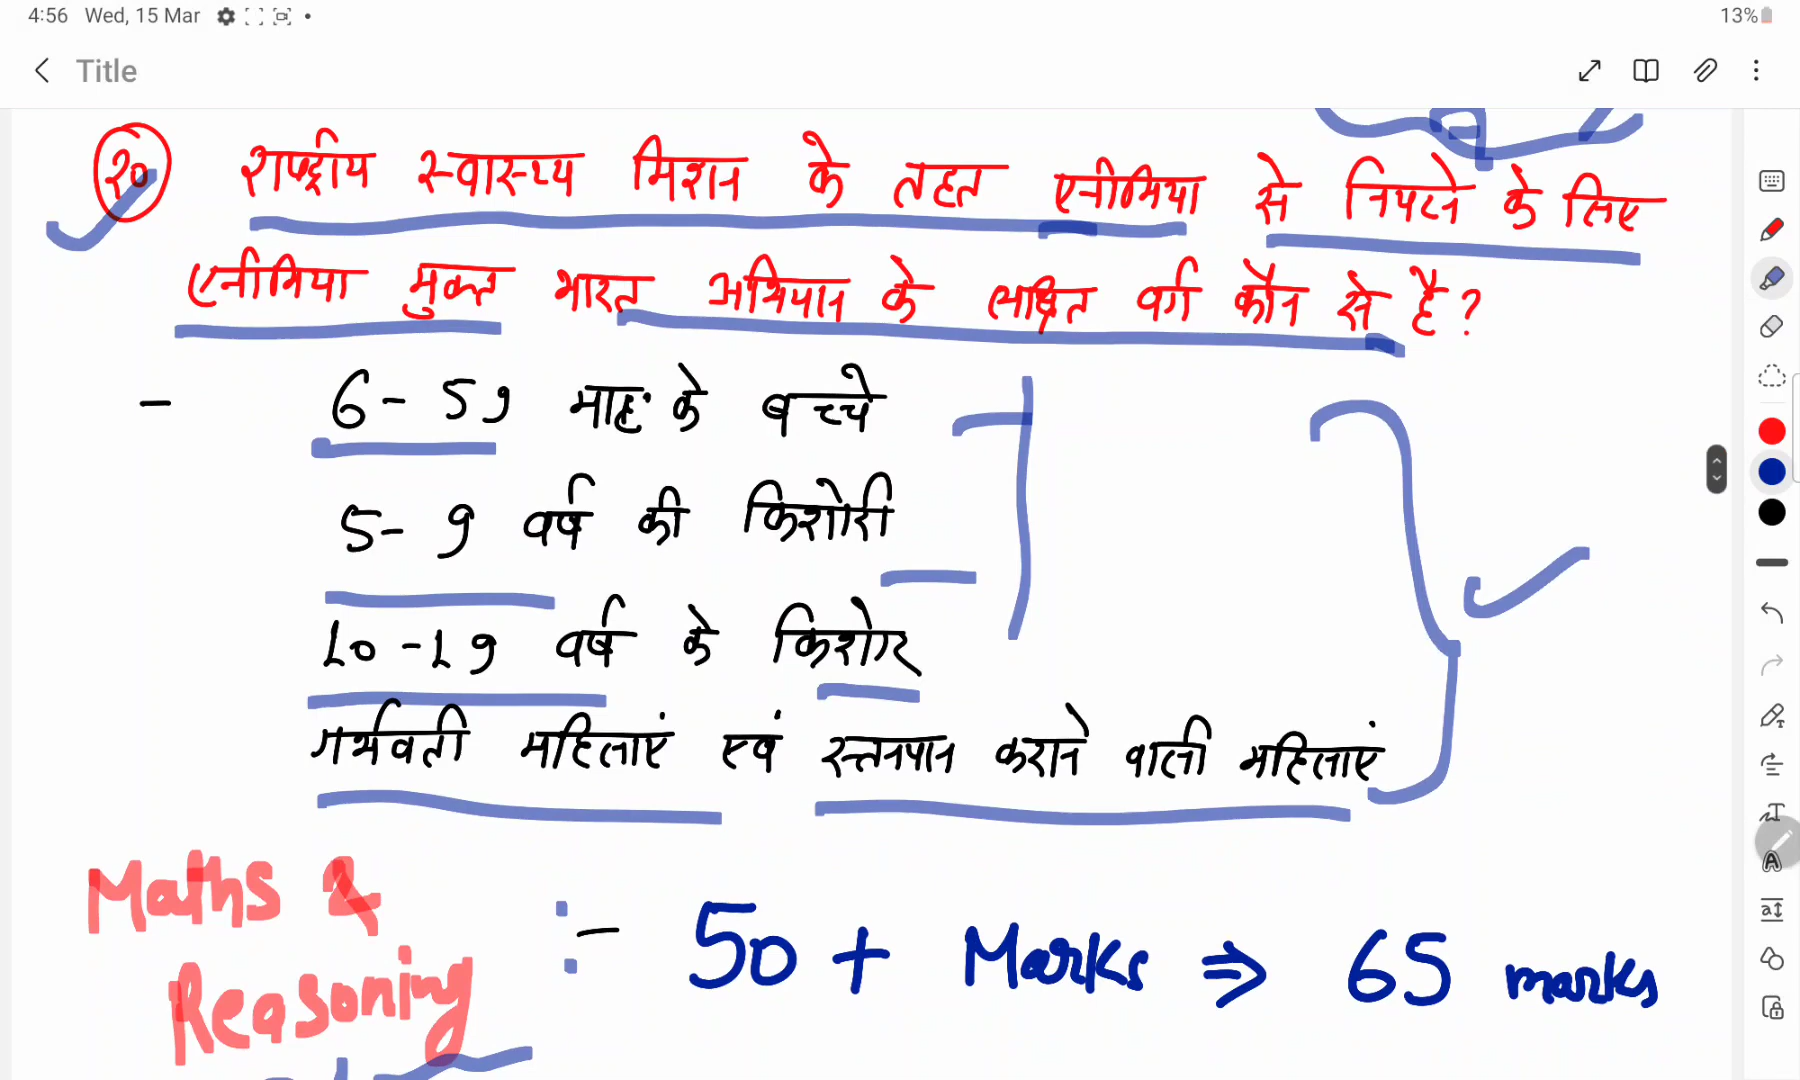 4:56 Wed, 15 Mar
13%
Title
20 राष्ट्रीय स्वास्थ्य मिशन के तहत एनीमिया से निपटने के लिए
एनीमिया मुक्त भारत अभियान के लक्षित वर्ग कौन से है?
- 6-59 माह के बच्चे
5-9 वर्ष की किशोरी
10-19 वर्ष के किशोर
गर्भवती महिलाएं एवं स्तनपान कराने वाली महिलाएं
Maths &
Reasoning :- 50 + Marks ⇒ 65 marks